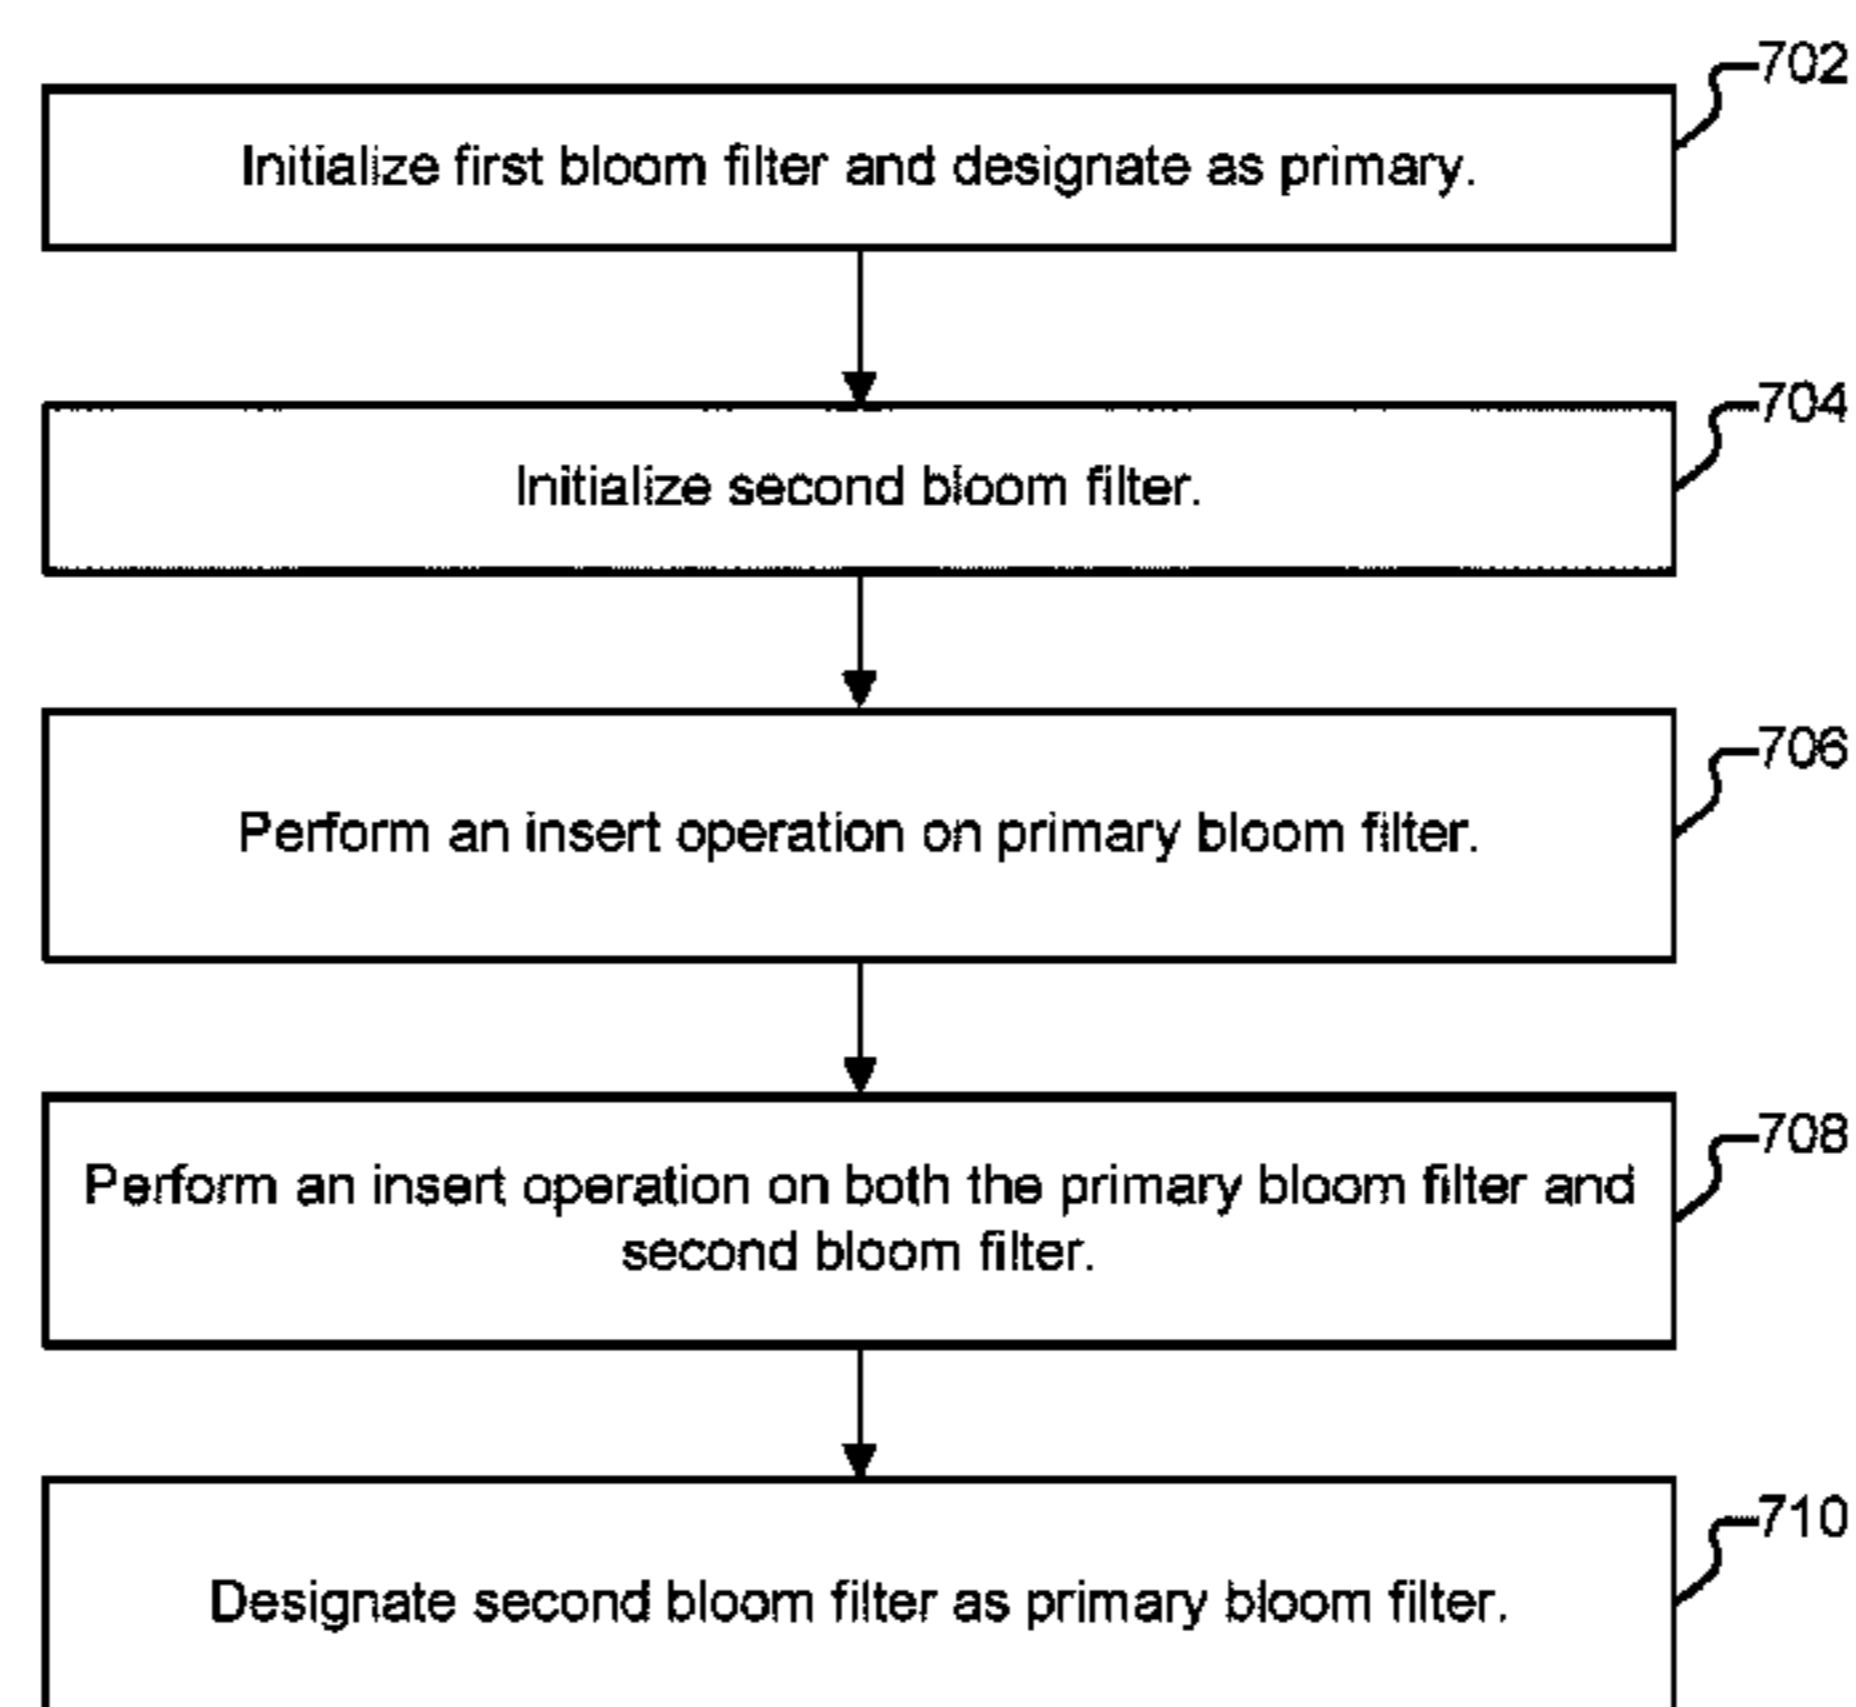 702
Initialize first bloom filter and designate as primary.
704
Initialize second bloom filter.
706
Perform an insert operation on primary bloom filter.
708
Perform an insert operation on both the primary bloom filter and
second bloom filter.
710
Designate second bloom filter as primary bloom filter.